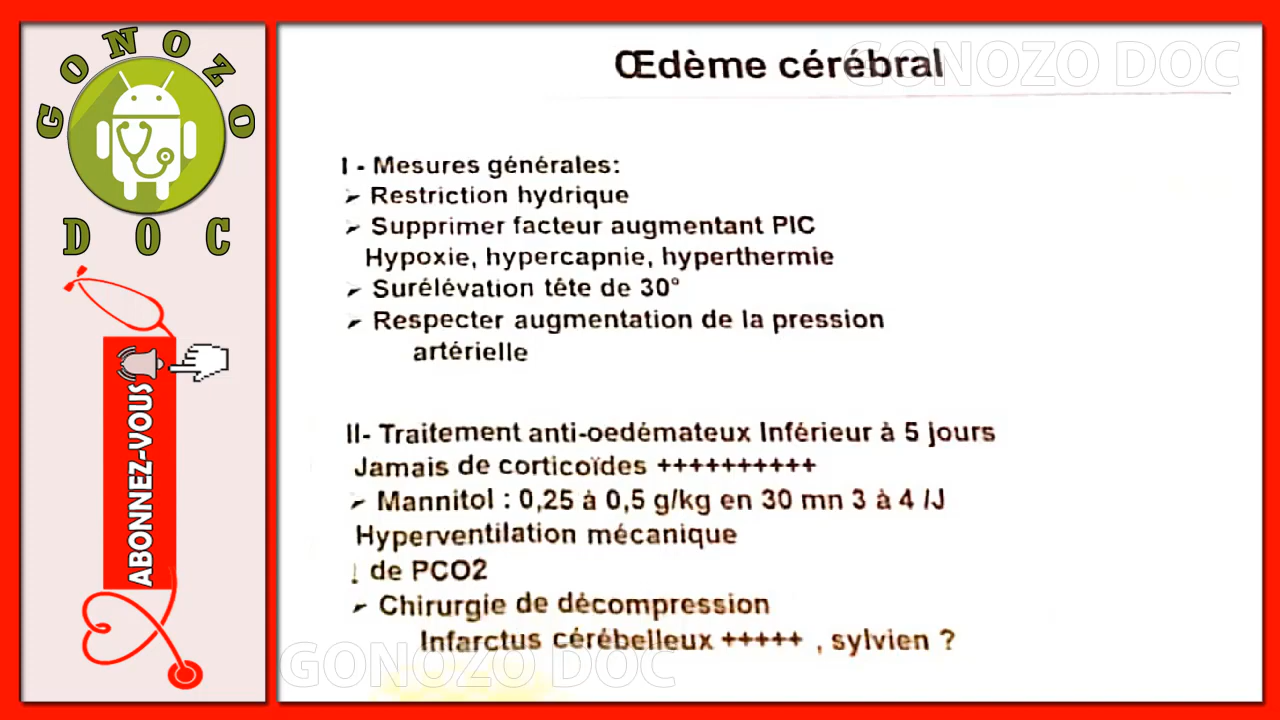 GONOZO
DOC
ABONNEZ-VOUS
GONOZO DOC
Œdème cérébral
I - Mesures générales:
➢ Restriction hydrique
➢ Supprimer facteur augmentant PIC
Hypoxie, hypercapnie, hyperthermie
➢ Surélévation tête de 30°
➢ Respecter augmentation de la pression
artérielle
II- Traitement anti-oedémateux Inférieur à 5 jours
Jamais de corticoïdes ++++++++++
➢ Mannitol : 0,25 à 0,5 g/kg en 30 mn 3 à 4 /J
Hyperventilation mécanique
↓ de PCO2
➢ Chirurgie de décompression
Infarctus cérébelleux +++++ , sylvien ?
GONOZO DOC